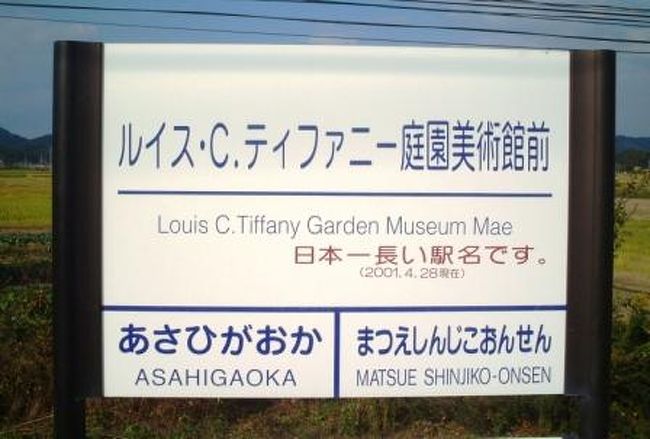 ルイス・C.ティファニー庭園美術館前
Louis C.Tiffany Garden Museum Mae
日本一長い駅名です。
(2001.4.28現在)
あさひがおか
ASAHIGAOKA
まつえしんじこおんせん
MATSUE SHINJIKO-ONSEN